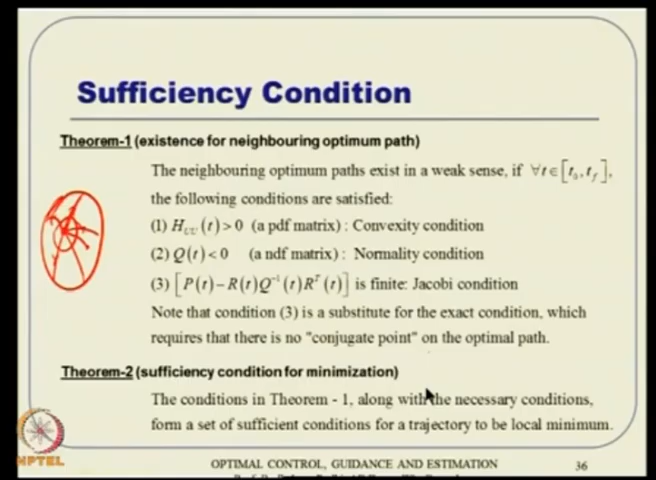 Sufficiency Condition
Theorem-1 (existence for neighbouring optimum path)
The neighbouring optimum paths exist in a weak sense, if ∀t∈[t₀,t_f],
the following conditions are satisfied:
(1) H_UU(t)>0 (a pdf matrix) : Convexity condition
(2) Q(t)<0 (a ndf matrix) : Normality condition
(3) [P(t)−R(t)Q⁻¹(t)Rᵀ(t)] is finite: Jacobi condition
Note that condition (3) is a substitute for the exact condition, which
requires that there is no "conjugate point" on the optimal path.
Theorem-2 (sufficiency condition for minimization)
The conditions in Theorem - 1, along with the necessary conditions,
form a set of sufficient conditions for a trajectory to be local minimum.
NPTEL
OPTIMAL CONTROL, GUIDANCE AND ESTIMATION
36